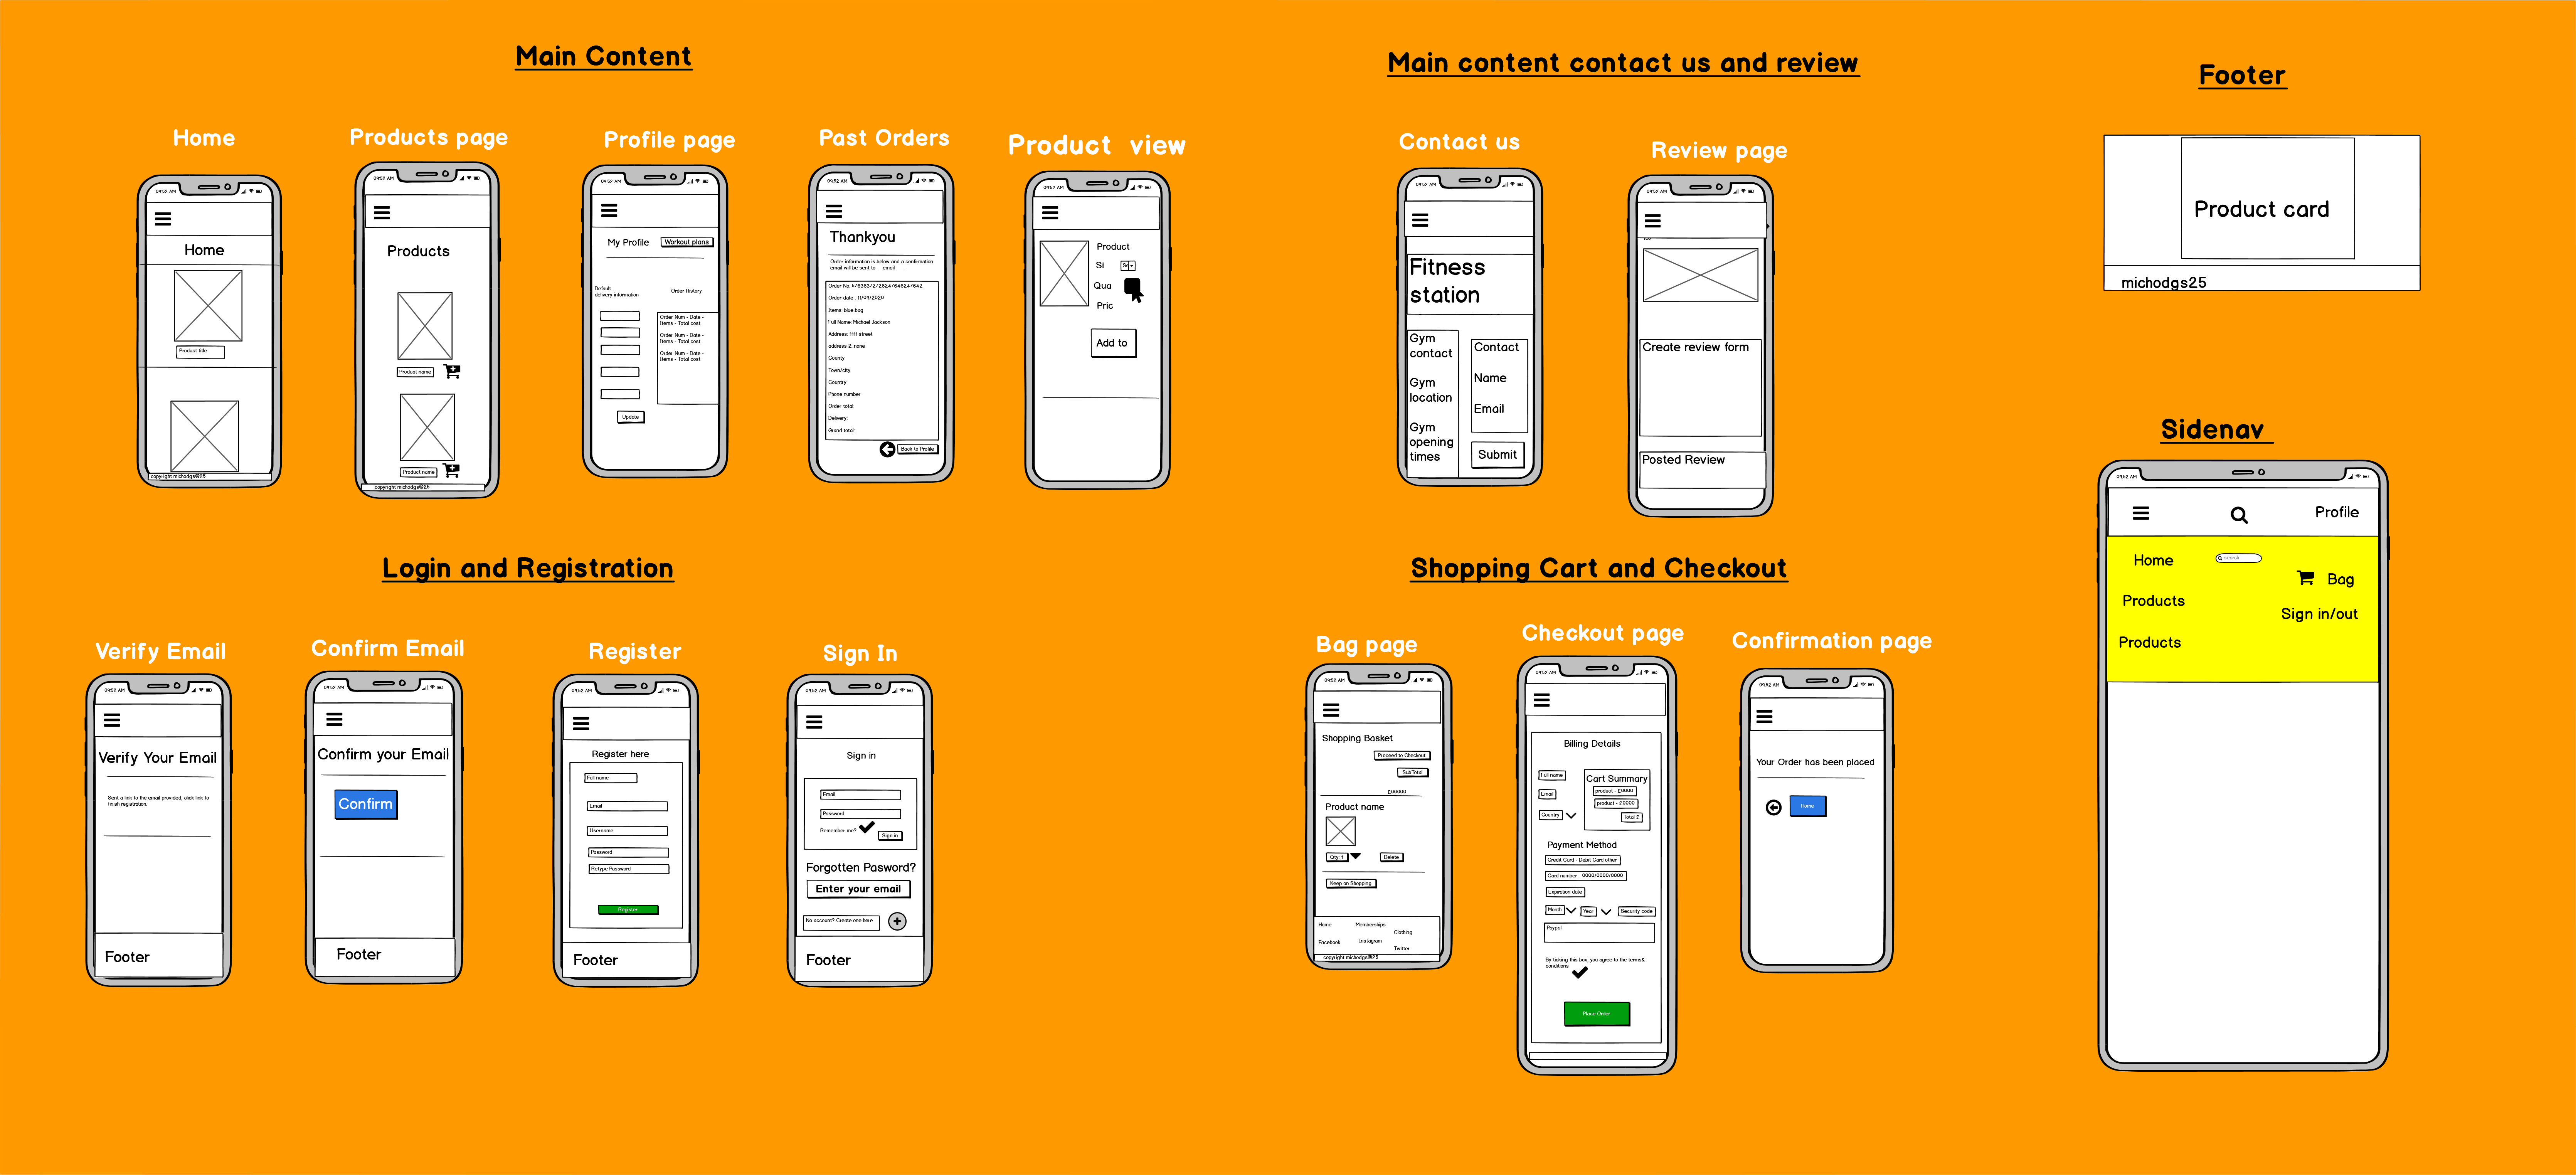 Main Content
Home
09:52 AM
Home
Product title
copyright michodgs@25
Products page
09:52 AM
Products
Product name
Product name
copyright michodgs@25
Profile page
09:52 AM
My Profile
Workout plans
Default
delivery information
Order History
Order Num - Date -
Items - Total cost
Order Num - Date -
Items - Total cost
Order Num - Date -
Items - Total cost
Update
Past Orders
09:52 AM
Thankyou
Order information is below and a confirmation
email will be sent to __email___
Order date : 11/09/2020
Items: blue bag
Full Name: Michael Jackson
Address: 1111 street
address 2: none
County
Town/city
Country
Phone number
Order total:
Delivery:
Grand total:
Back to Profile
Product view
09:52 AM
Product
Si
Qua
Pric
Add to
Main content contact us and review
Contact us
09:52 AM
Fitness
station
Gym
contact
Gym
location
Gym
opening
times
Contact
Name
Email
Submit
Review page
09:52 AM
Create review form
Posted Review
Footer
Product card
michodgs25
Sidenav
09:52 AM
Profile
Home
search
Bag
Products
Sign in/out
Products
Login and Registration
Verify Email
09:52 AM
Verify Your Email
Sent a link to the email provided, click link to
finish registration.
Footer
Confirm Email
09:52 AM
Confirm your Email
Confirm
Footer
Register
09:52 AM
Register here
Full name
Email
Username
Password
Retype Password
Register
Footer
Sign In
09:52 AM
Sign in
Email
Password
Remember me?
Sign in
Forgotten Pasword?
Enter your email
No account? Create one here
Footer
Shopping Cart and Checkout
Bag page
09:52 AM
Shopping Basket
Proceed to Checkout
SubTotal
£00000
Product name
Qty: 1
Delete
Keep on Shopping
Home
Memberships
Clothing
Facebook
Instagram
Twitter
copyright michodgs@25
Checkout page
09:52 AM
Billing Details
Full name
Email
Country
Cart Summary
product - £0000
product - £0000
Total £
Payment Method
Credit Card - Debit Card other
Card number - 0000/0000/0000
Expiration date
Month
Year
Security code
Paypal
By ticking this box, you agree to the terms&
conditions
Place Order
Confirmation page
09:52 AM
Your Order has been placed
Home